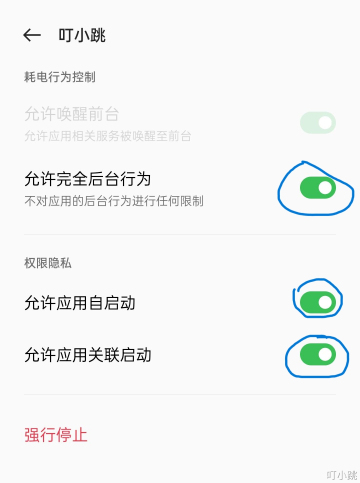 叮小跳
耗电行为控制
允许唤醒前台
允许应用相关服务被唤醒至前台
允许完全后台行为
不对应用的后台行为进行任何限制
权限隐私
允许应用自启动
允许应用关联启动
强行停止
叮小跳